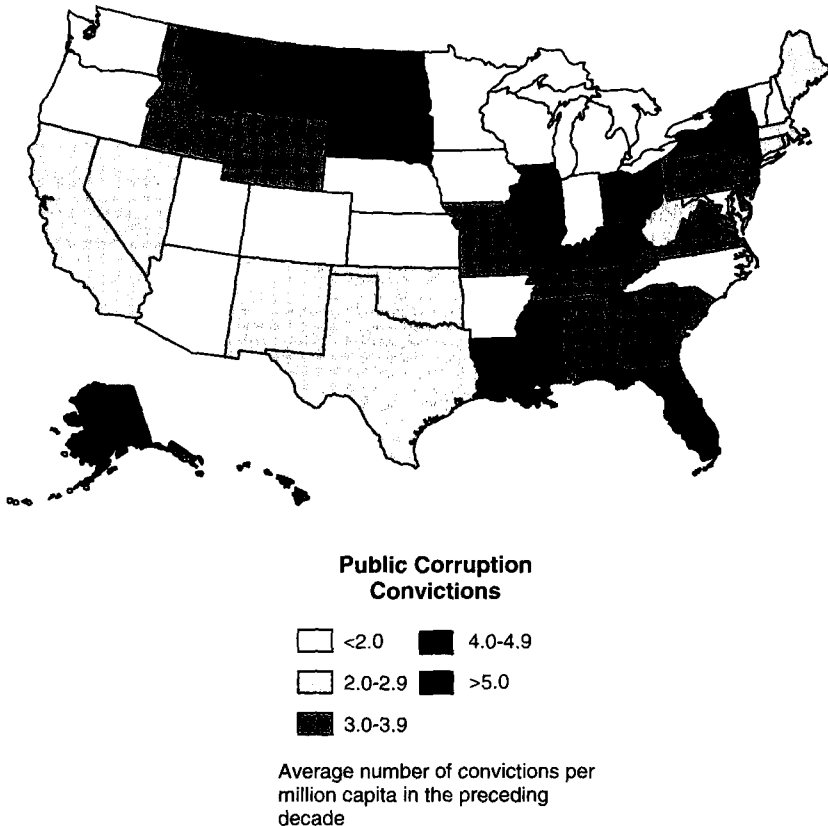 Public Corruption
Convictions
<2.0
4.0-4.9
2.0-2.9
>5.0
3.0-3.9
Average number of convictions per
million capita in the preceding
decade